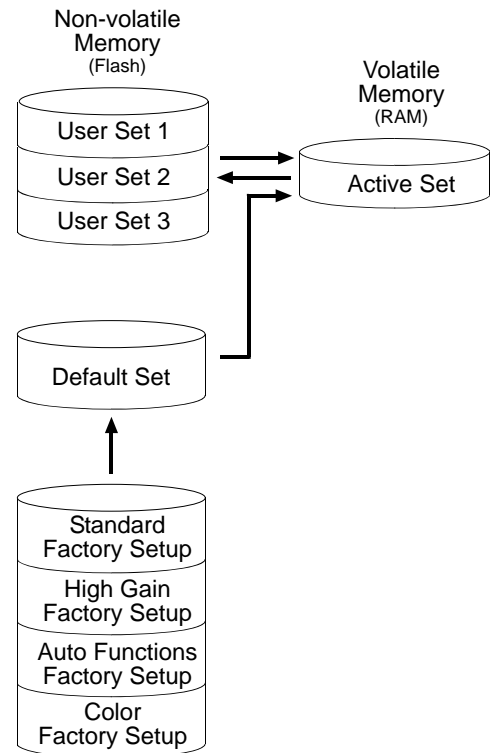 Non-volatile
Memory
(Flash)
User Set 1
User Set 2
User Set 3
Volatile
Memory
(RAM)
Active Set
Default Set
Standard
Factory Setup
High Gain
Factory Setup
Auto Functions
Factory Setup
Color
Factory Setup